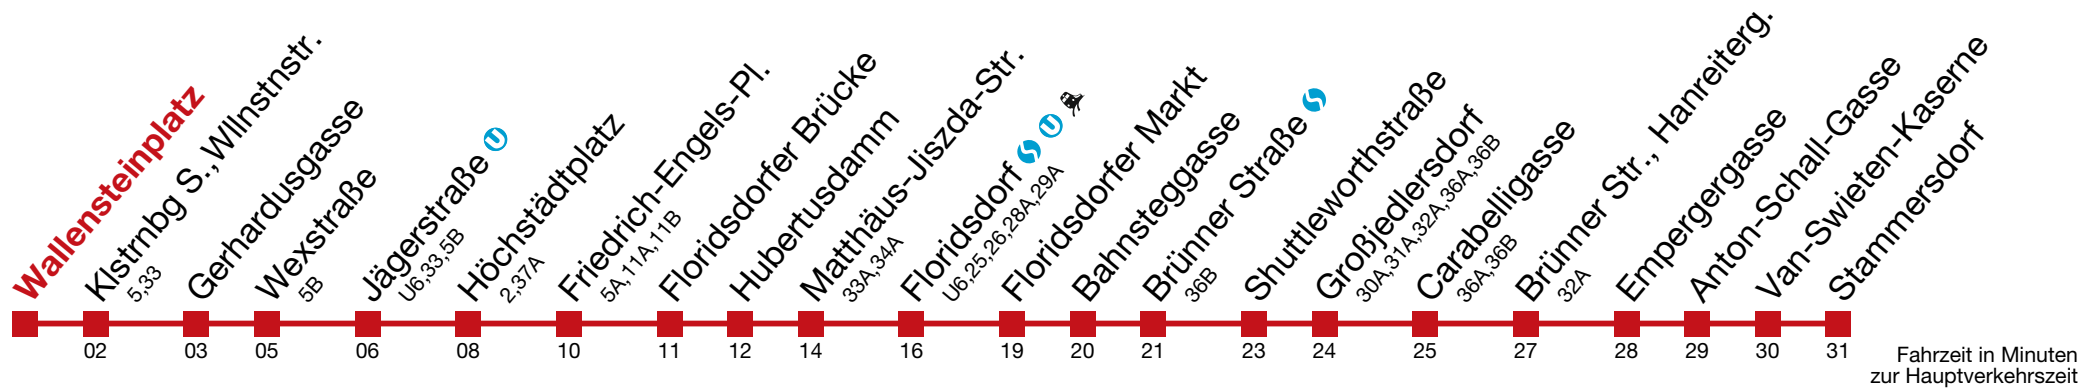 Wallensteinplatz
Klstrnbg S., Wllnstnstr.
5,33
Gerhardusgasse
Wexstraße
5B
Jägerstraße U
U6,33,5B
Höchstädtplatz
2,37A
Friedrich-Engels-Pl.
5A,11A,11B
Floridsdorfer Brücke
Hubertusdamm
Matthäus-Jiszda-Str.
33A,34A
Floridsdorf S U
U6,25,26,28A,29A
Floridsdorfer Markt
Bahnsteggasse
Brünner Straße S
36B
Shuttleworthstraße
Großjedlersdorf
30A,31A,32A,36A,36B
Carabelligasse
36A,36B
Brünner Str., Hanreiterg.
32A
Empergergasse
Anton-Schall-Gasse
Van-Swieten-Kaserne
Stammersdorf
02 03 05 06 08 10 11 12 14 16 19 20 21 23 24 25 27 28 29 30 31
Fahrzeit in Minuten
zur Hauptverkehrszeit